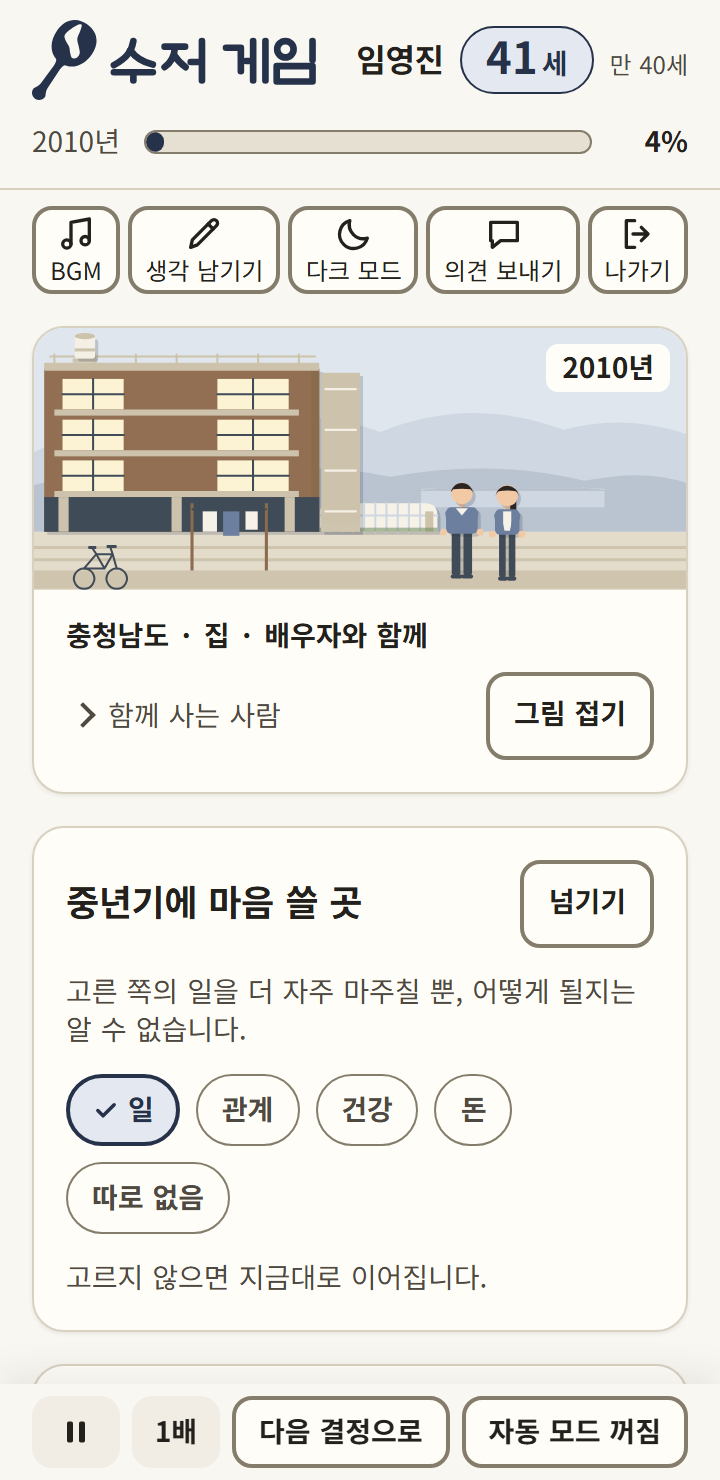 수저 게임
임영진 41세 만 40세
2010년 4%
BGM 생각 남기기 다크 모드 의견 보내기 나가기
2010년
충청남도 · 집 · 배우자와 함께
함께 사는 사람 그림 접기
중년기에 마음 쓸 곳 넘기기
고른 쪽의 일을 더 자주 마주칠 뿐, 어떻게 될지는
알 수 없습니다.
일 관계 건강 돈
따로 없음
고르지 않으면 지금대로 이어집니다.
1배 다음 결정으로 자동 모드 꺼짐